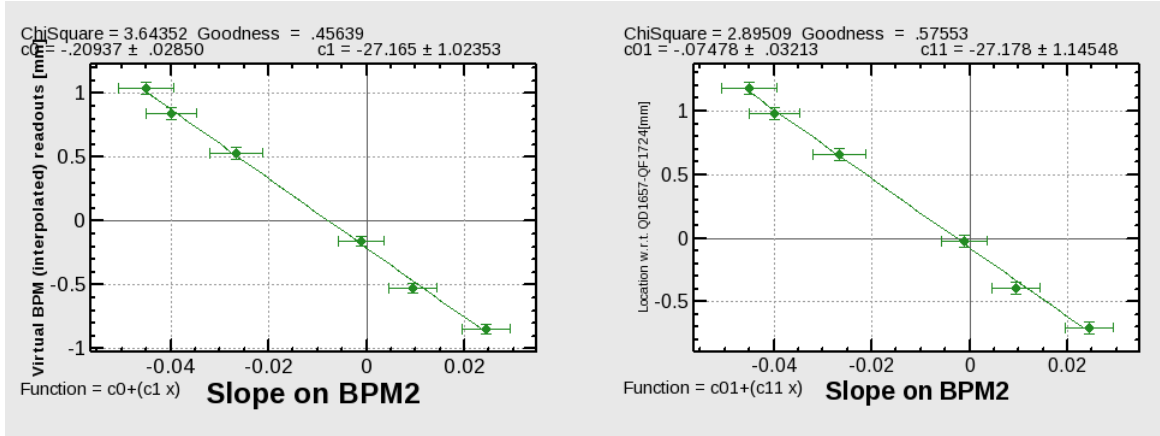 ChiSquare = 3.64352 Goodness = .45639
c0 = -.20937 ± .02850 c1 = -27.165 ± 1.02353
Virtual BPM (interpolated) readouts [mm]
1
0.5
0
-0.5
-1
-0.04 -0.02 0 0.02
Function = c0+(c1 x) Slope on BPM2
ChiSquare = 2.89509 Goodness = .57553
c01 = -.07478 ± .03213 c11 = -27.178 ± 1.14548
Location w.r.t. QD1657-QF1724[mm]
1
0.5
0
-0.5
-0.04 -0.02 0 0.02
Function = c01+(c11 x) Slope on BPM2